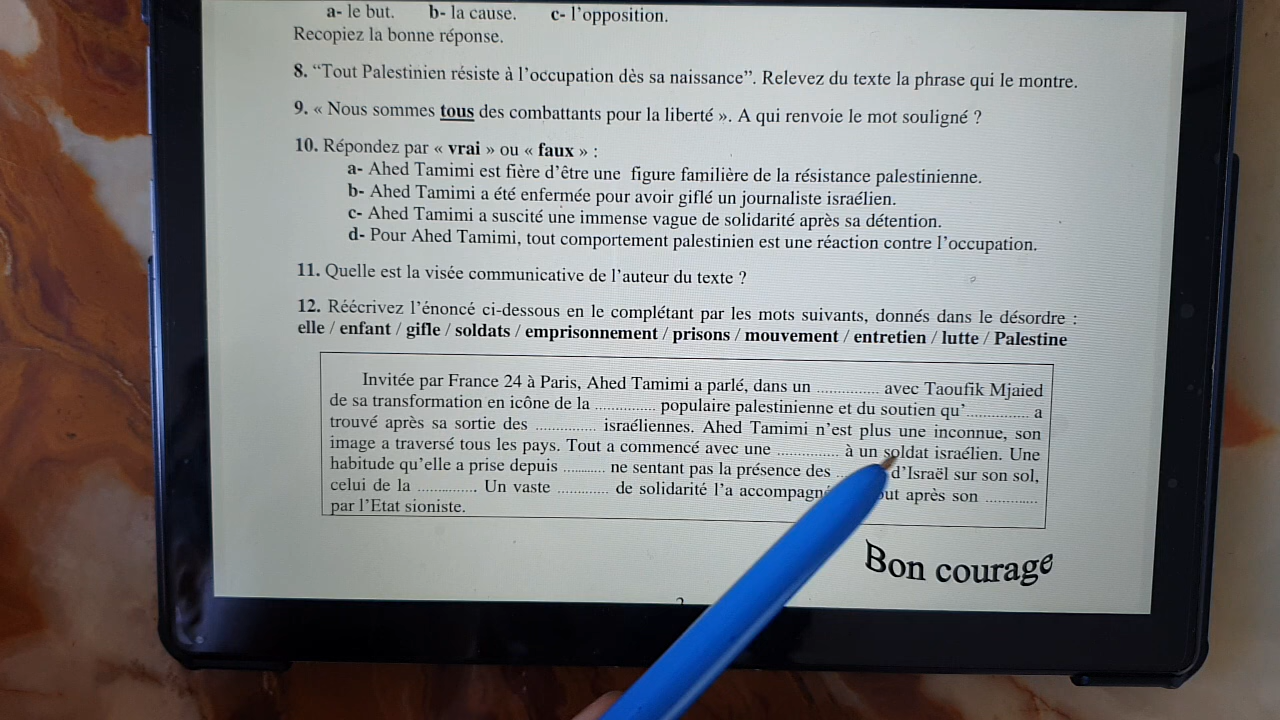 a- le but. b- la cause. c- l'opposition.
Recopiez la bonne réponse.
8. “Tout Palestinien résiste à l'occupation dès sa naissance”. Relevez du texte la phrase qui le montre.
9. « Nous sommes tous des combattants pour la liberté ». A qui renvoie le mot souligné ?
10. Répondez par « vrai » ou « faux » :
a- Ahed Tamimi est fière d'être une figure familière de la résistance palestinienne.
b- Ahed Tamimi a été enfermée pour avoir giflé un journaliste israélien.
c- Ahed Tamimi a suscité une immense vague de solidarité après sa détention.
d- Pour Ahed Tamimi, tout comportement palestinien est une réaction contre l'occupation.
11. Quelle est la visée communicative de l'auteur du texte ?
12. Réécrivez l'énoncé ci-dessous en le complétant par les mots suivants, donnés dans le désordre :
elle / enfant / gifle / soldats / emprisonnement / prisons / mouvement / entretien / lutte / Palestine
Invitée par France 24 à Paris, Ahed Tamimi a parlé, dans un .............. avec Taoufik Mjaied
de sa transformation en icône de la .............. populaire palestinienne et du soutien qu'.............. a
trouvé après sa sortie des .............. israéliennes. Ahed Tamimi n'est plus une inconnue, son
image a traversé tous les pays. Tout a commencé avec une .............. à un soldat israélien. Une
habitude qu'elle a prise depuis ........... ne sentant pas la présence des ... d'Israël sur son sol,
celui de la .............. Un vaste ............ de solidarité l'a après son ............
par l'Etat sioniste.
Bon courage